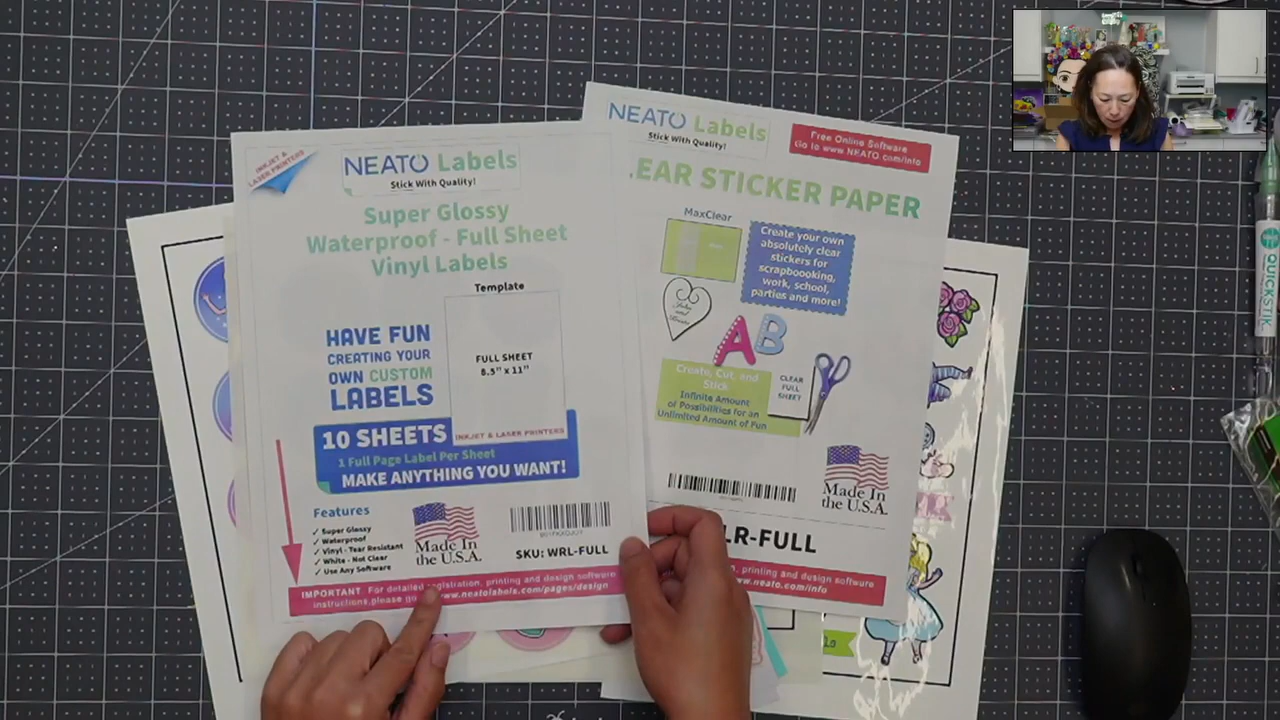 INKJET &
LASER PRINTERS
NEATO Labels
Stick With Quality!
Super Glossy
Waterproof - Full Sheet
Vinyl Labels
Template
FULL SHEET
8.5" x 11"
HAVE FUN
CREATING YOUR
OWN CUSTOM
LABELS
INKJET & LASER PRINTERS
10 SHEETS
1 Full Page Label Per Sheet
MAKE ANYTHING YOU WANT!
Features
✓ Super Glossy
✓ Waterproof
✓ Vinyl - Tear Resistant
✓ White - Not Clear
✓ Use Any Software
Made In
the U.S.A.
SKU: WRL-FULL
IMPORTANT For detailed registration, printing and design software
instructions please go
www.neatolabels.com/pages/design
NEATO Labels
Stick With Quality!
Free Online Software
Go to www.NEATO.com/info
EAR STICKER PAPER
MaxClear
Create your own
absolutely clear
stickers for
scrapboooking,
work, school,
parties and more!
AB
Create, Cut, and
Stick
Infinite Amount
of Possibilities for an
Unlimited Amount of Fun
CLEAR
FULL
SHEET
Made In
the U.S.A.
LR-FULL
printing and design software
www.neato.com/info
QUICKSTIK